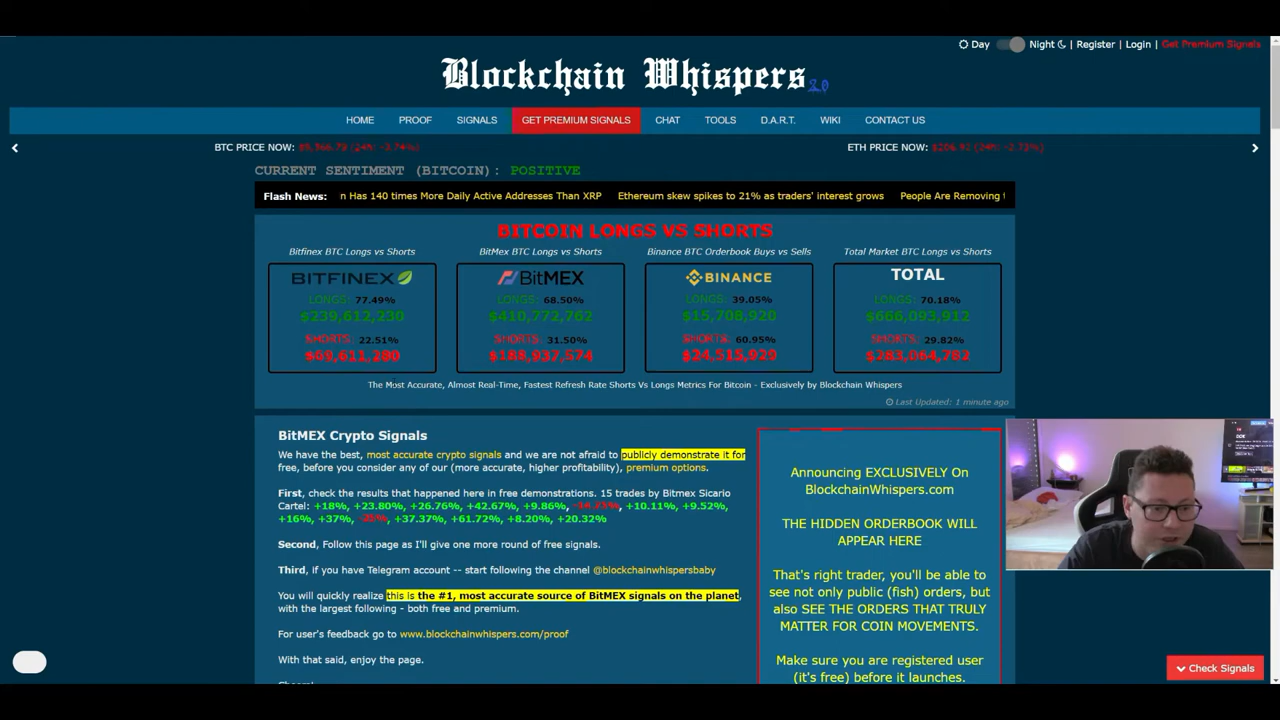 Day Night | Register | Login | Get Premium Signals
Blockchain Whispers 2.0
HOME PROOF SIGNALS GET PREMIUM SIGNALS CHAT TOOLS D.A.R.T. WIKI CONTACT US
BTC PRICE NOW: ETH PRICE NOW:
CURRENT SENTIMENT (BITCOIN): POSITIVE
Flash News: n Has 140 times More Daily Active Addresses Than XRP Ethereum skew spikes to 21% as traders' interest grows People Are Removing
BITCOIN LONGS VS SHORTS
Bitfinex BTC Longs vs Shorts BitMEX BTC Longs vs Shorts Binance BTC Orderbook Buys vs Sells Total Market BTC Longs vs Shorts
BITFINEX BitMEX BINANCE TOTAL
LONGS: 77.49% LONGS: 68.50% LONGS: 39.05% LONGS: 70.18%
$239,612,230 $410,772,762 $15,708,920 $666,093,912
SHORTS: 22.51% SHORTS: 31.50% SHORTS: 60.95% SHORTS: 29.82%
$69,611,280 $188,937,574 $24,515,929 $283,064,782
The Most Accurate, Almost Real-Time, Fastest Refresh Rate Shorts Vs Longs Metrics For Bitcoin - Exclusively by Blockchain Whispers
Last Updated: 1 minute ago
BitMEX Crypto Signals
We have the best, most accurate crypto signals and we are not afraid to publicly demonstrate it for
free, before you consider any of our (more accurate, higher profitability), premium options.
First, check the results that happened here in free demonstrations. 15 trades by Bitmex Sicario
Cartel: +18%, +23.80%, +26.76%, +42.67%, +9.86%, +10.11%, +9.52%,
+16%, +37%, +37.37%, +61.72%, +8.20%, +20.32%
Second, Follow this page as I'll give one more round of free signals.
Third, if you have Telegram account -- start following the channel @blockchainwhispersbaby
You will quickly realize this is the #1, most accurate source of BitMEX signals on the planet,
with the largest following - both free and premium.
For user's feedback go to www.blockchainwhispers.com/proof
With that said, enjoy the page.
Announcing EXCLUSIVELY On
BlockchainWhispers.com
THE HIDDEN ORDERBOOK WILL
APPEAR HERE
That's right trader, you'll be able to
see not only public (fish) orders, but
also SEE THE ORDERS THAT TRULY
MATTER FOR COIN MOVEMENTS.
Make sure you are registered user
(it's free) before it launches.
Check Signals